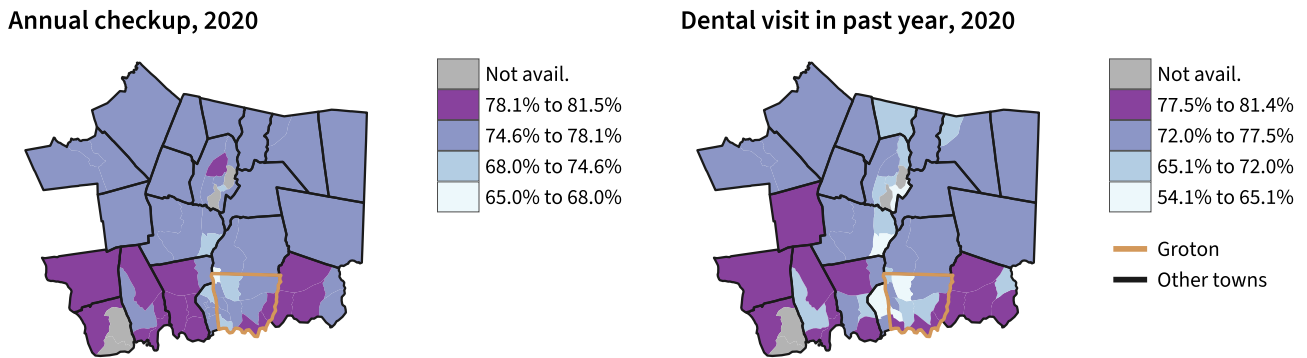 Annual checkup, 2020
Not avail.
78.1% to 81.5%
74.6% to 78.1%
68.0% to 74.6%
65.0% to 68.0%
Dental visit in past year, 2020
Not avail.
77.5% to 81.4%
72.0% to 77.5%
65.1% to 72.0%
54.1% to 65.1%
Groton
Other towns